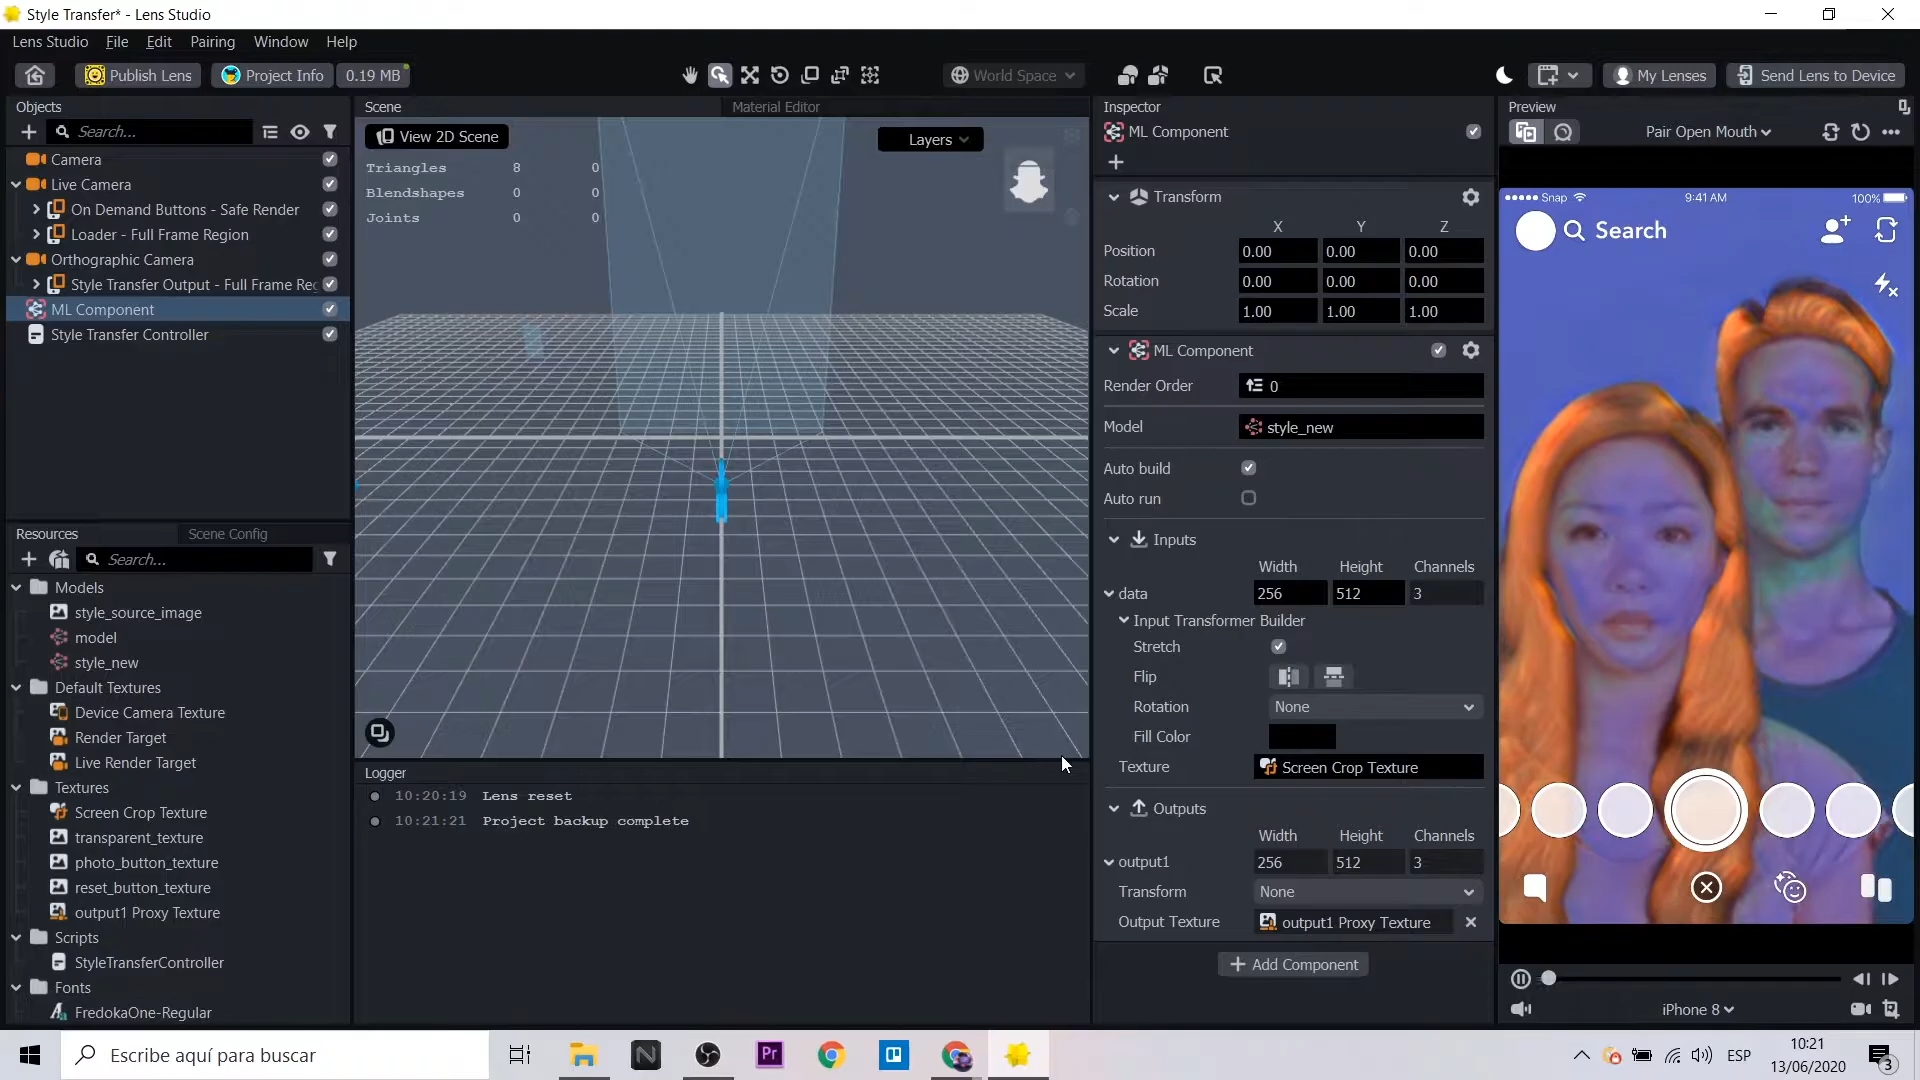 Style Transfer* - Lens Studio
Lens Studio File Edit Pairing Window Help
Publish Lens Project Info 0.19 MB World Space My Lenses Send Lens to Device
Objects
Search...
Camera
Live Camera
On Demand Buttons - Safe Render
Loader - Full Frame Region
Orthographic Camera
Style Transfer Output - Full Frame Reg
ML Component
Style Transfer Controller
Resources Scene Config
Search...
Models
style_source_image
model
style_new
Default Textures
Device Camera Texture
Render Target
Live Render Target
Textures
Screen Crop Texture
transparent_texture
photo_button_texture
reset_button_texture
output1 Proxy Texture
Scripts
StyleTransferController
Fonts
FredokaOne-Regular
Scene Material Editor
View 2D Scene Layers
Triangles 8 0
Blendshapes 0 0
Joints 0 0
Logger
10:20:19 Lens reset
10:21:21 Project backup complete
Inspector
ML Component
Transform
X Y Z
Position 0.00 0.00 0.00
Rotation 0.00 0.00 0.00
Scale 1.00 1.00 1.00
ML Component
Render Order 0
Model style_new
Auto build
Auto run
Inputs
Width Height Channels
data 256 512 3
Input Transformer Builder
Stretch
Flip
Rotation None
Fill Color
Texture Screen Crop Texture
Outputs
Width Height Channels
output1 256 512 3
Transform None
Output Texture output1 Proxy Texture
Add Component
Preview
Pair Open Mouth
Snap 9:41 AM 100%
Search
iPhone 8
Escribe aquí para buscar
Pr
ESP
10:21
13/06/2020
3